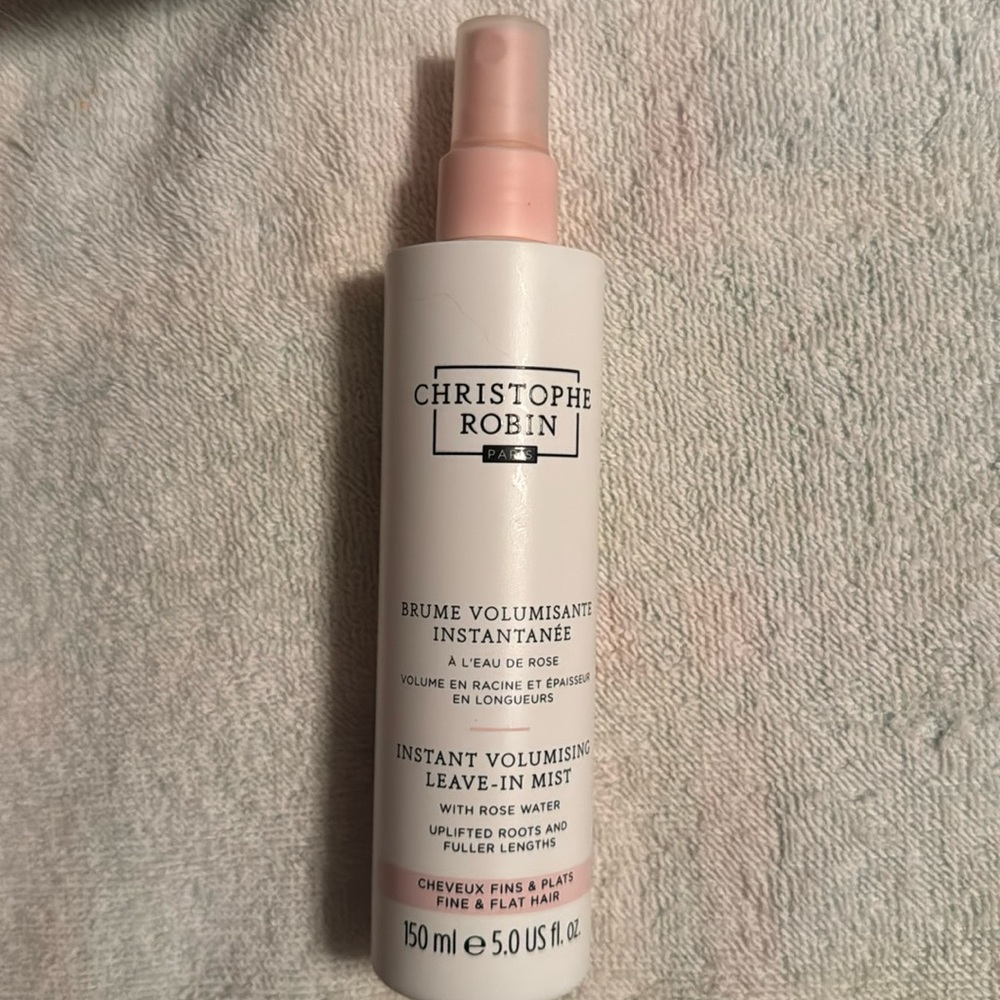 CHRISTOPHE
ROBIN
PARIS
BRUME VOLUMISANTE
INSTANTANÉE
À L'EAU DE ROSE
VOLUME EN RACINE ET ÉPAISSEUR
EN LONGUEURS
INSTANT VOLUMISING
LEAVE-IN MIST
WITH ROSE WATER
UPLIFTED ROOTS AND
FULLER LENGTHS
CHEVEUX FINS & PLATS
FINE & FLAT HAIR
150 ml e 5.0 US fl. oz.